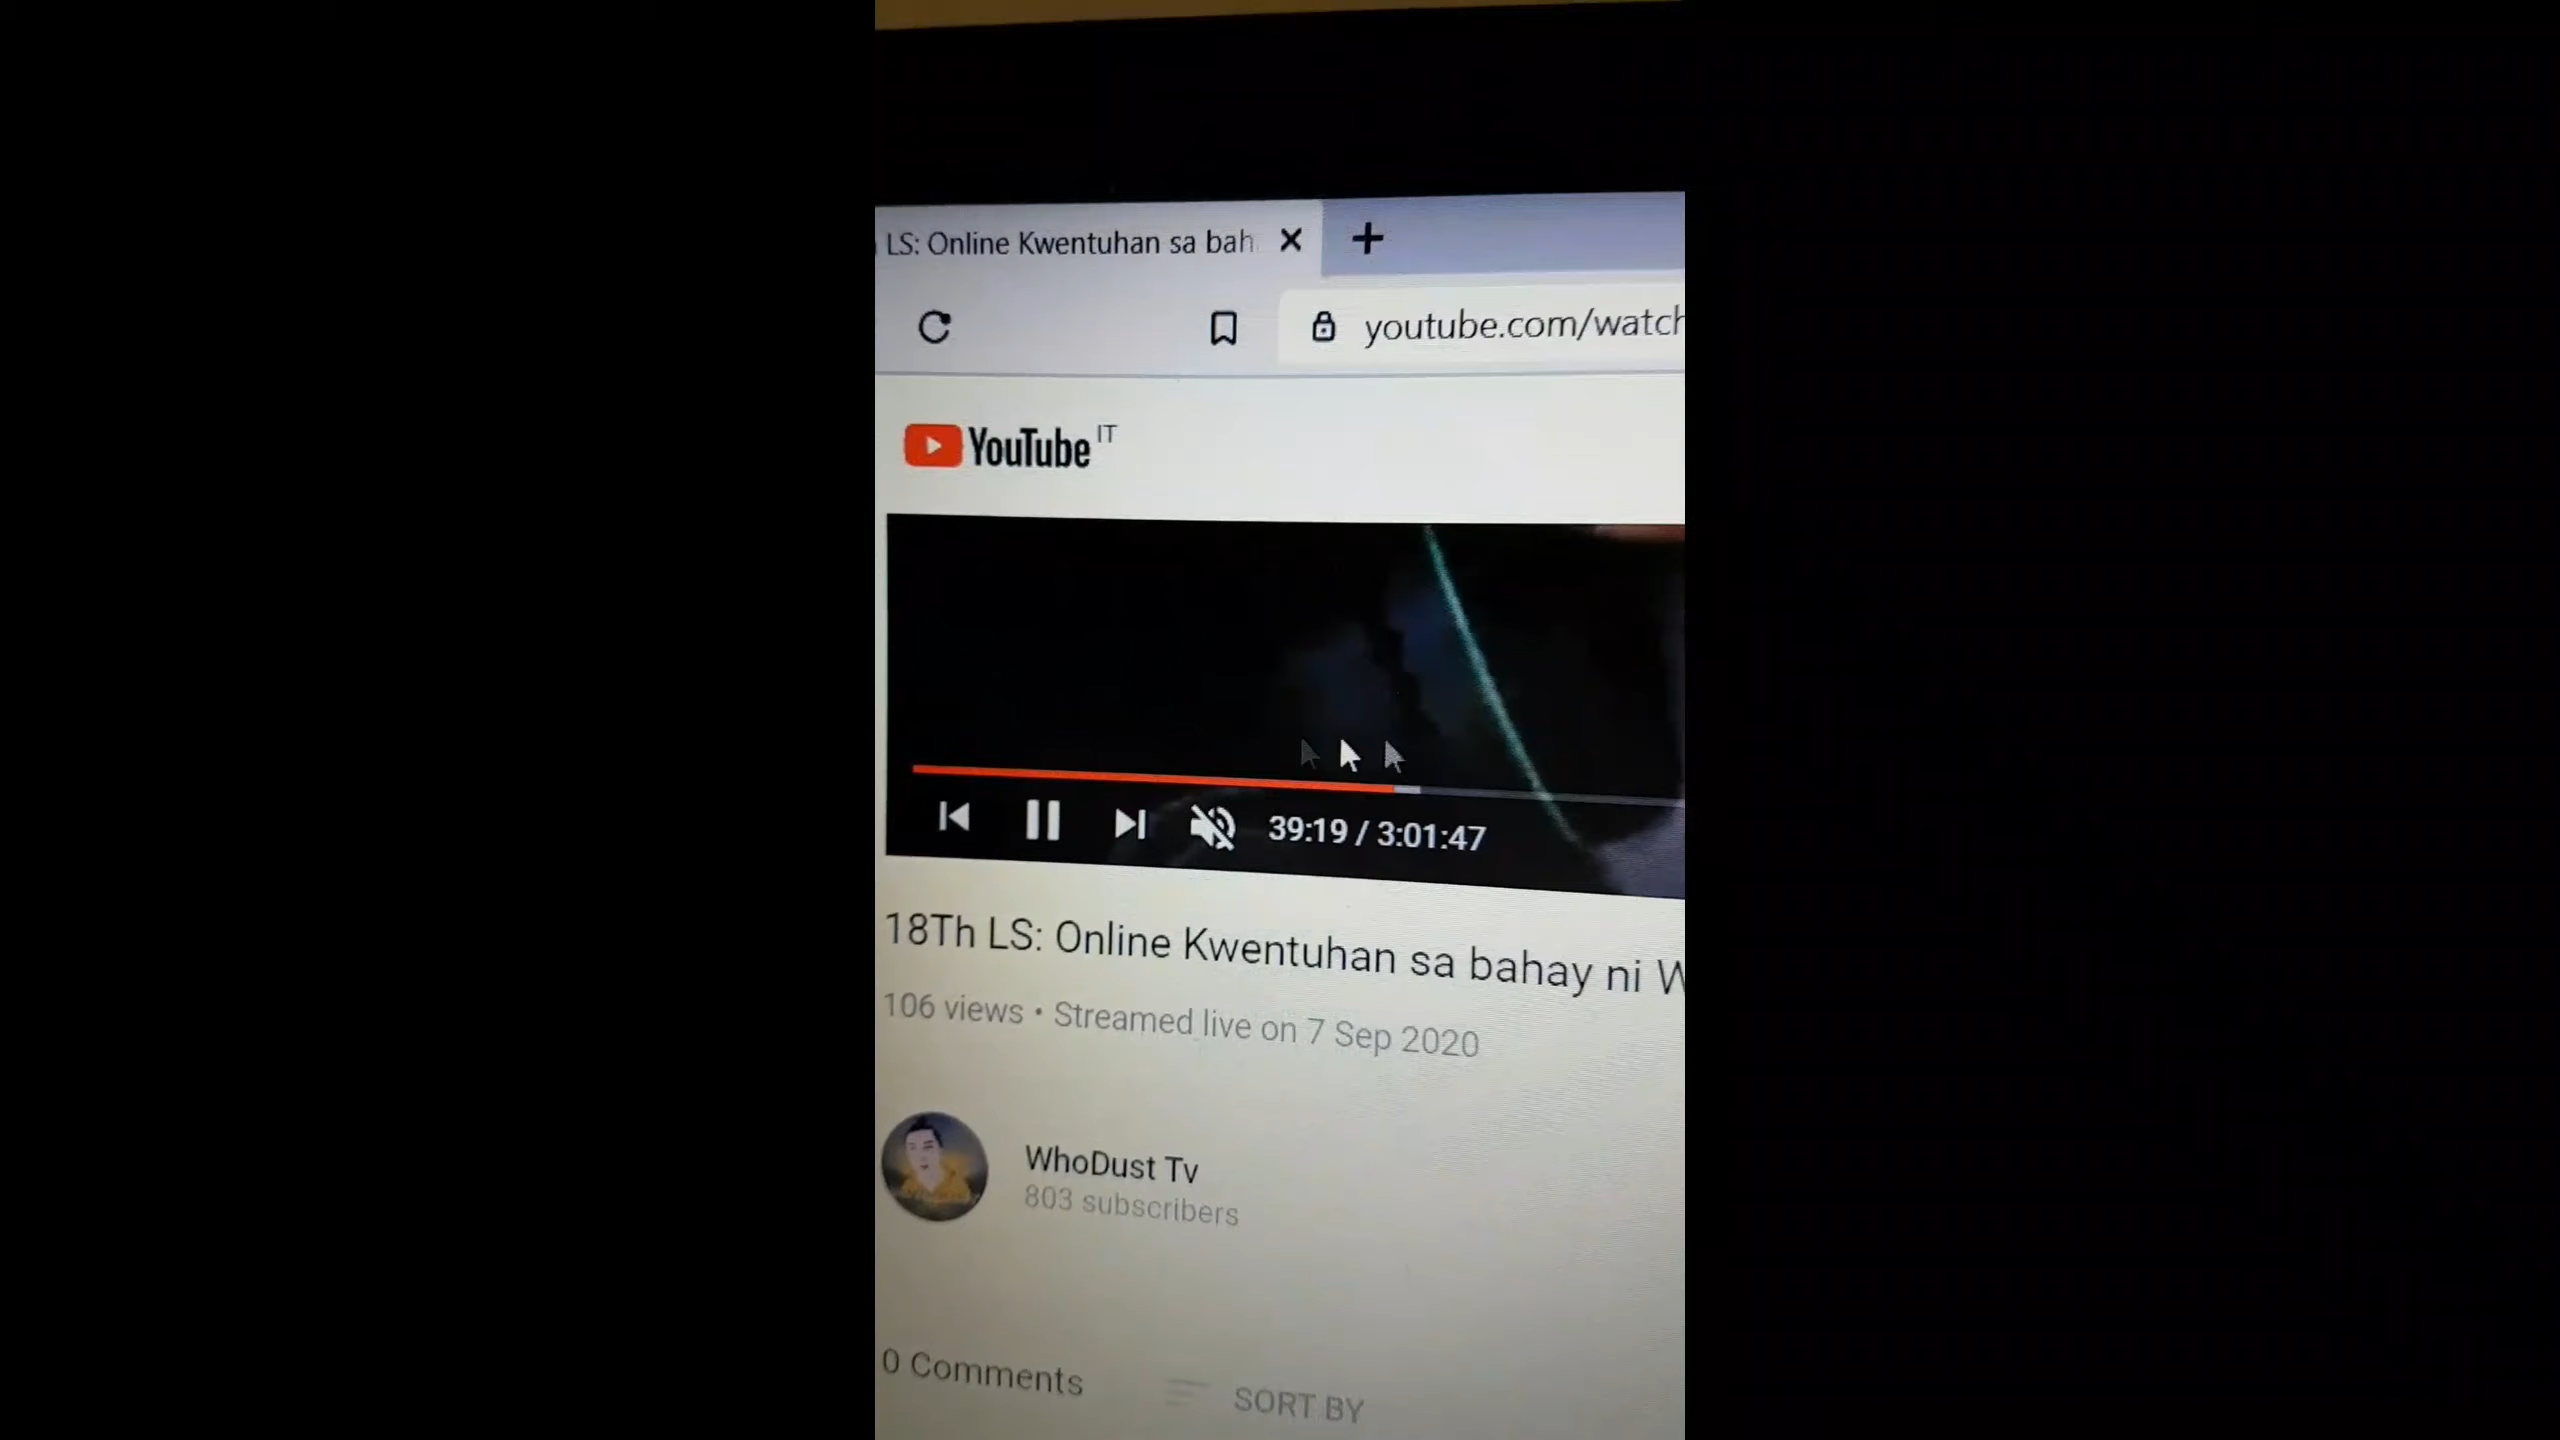 LS: Online Kwentuhan sa bah
youtube.com/watch
YouTube IT
39:19 / 3:01:47
18Th LS: Online Kwentuhan sa bahay ni W
106 views • Streamed live on 7 Sep 2020
WhoDust Tv
803 subscribers
0 Comments
SORT BY